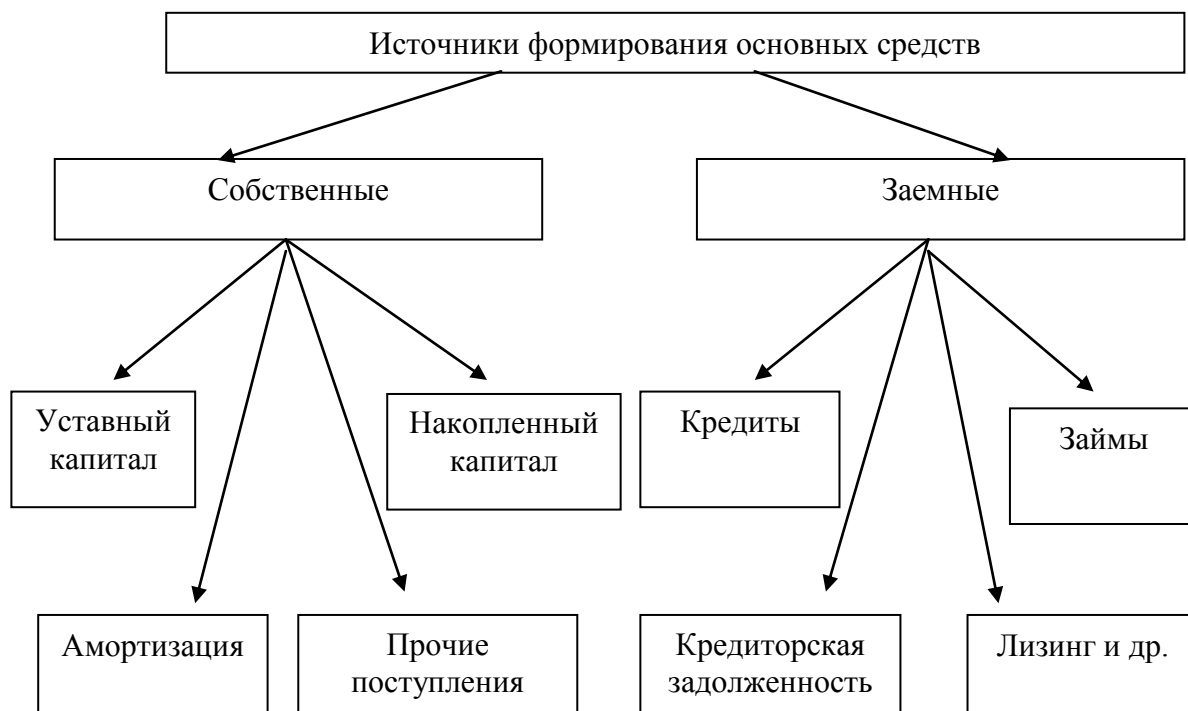 Источники формирования основных средств
Собственные
Заемные
Уставный
капитал
Накопленный
капитал
Кредиты
Займы
Амортизация
Прочие
поступления
Кредиторская
задолженность
Лизинг и др.